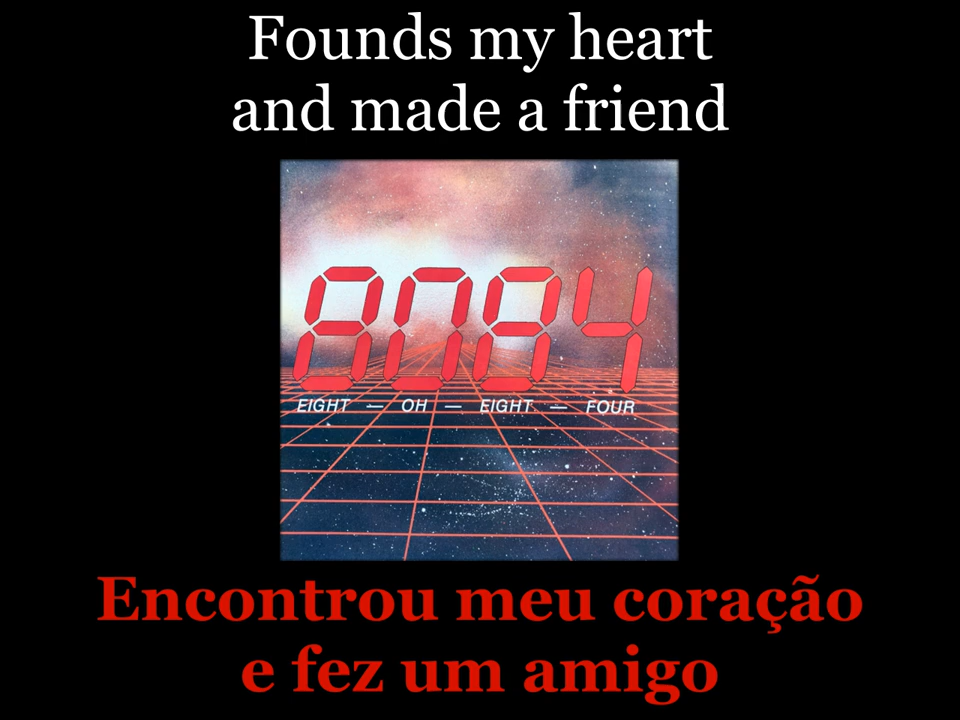 Founds my heart
and made a friend
8084
EIGHT — OH — EIGHT — FOUR
Encontrou meu coração
e fez um amigo